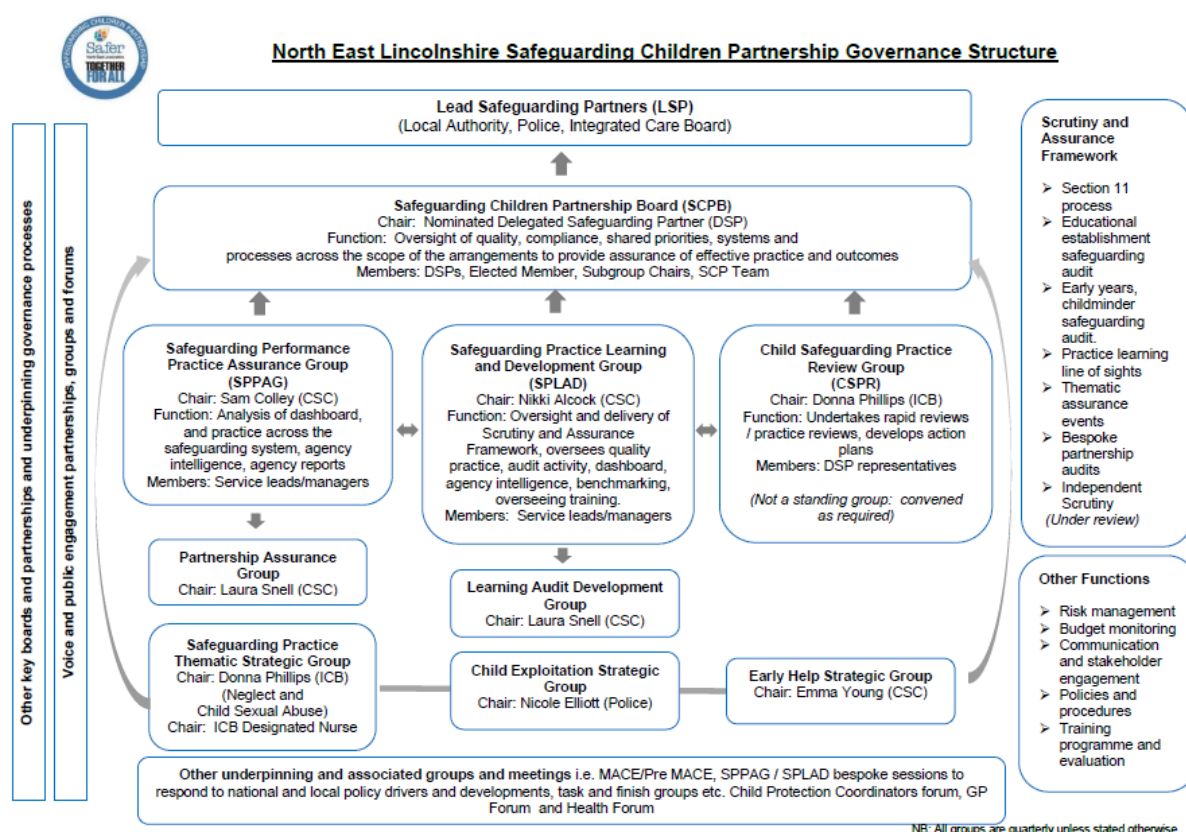 SAFEGUARDING CHILDREN PARTNERSHIP
Safer
TOGETHER
FOR ALL
North East Lincolnshire Safeguarding Children Partnership Governance Structure
Other key boards and partnerships and underpinning governance processes
Voice and public engagement partnerships, groups and forums
Lead Safeguarding Partners (LSP)
(Local Authority, Police, Integrated Care Board)
Safeguarding Children Partnership Board (SCPB)
Chair: Nominated Delegated Safeguarding Partner (DSP)
Function: Oversight of quality, compliance, shared priorities, systems and
processes across the scope of the arrangements to provide assurance of effective practice and outcomes
Members: DSPs, Elected Member, Subgroup Chairs, SCP Team
Safeguarding Performance
Practice Assurance Group
(SPPAG)
Chair: Sam Colley (CSC)
Function: Analysis of dashboard,
and practice across the
safeguarding system, agency
intelligence, agency reports
Members: Service leads/managers
Safeguarding Practice Learning
and Development Group
(SPLAD)
Chair: Nikki Alcock (CSC)
Function: Oversight and delivery of
Scrutiny and Assurance
Framework, oversees quality
practice, audit activity, dashboard,
agency intelligence, benchmarking,
overseeing training.
Members: Service leads/managers
Child Safeguarding Practice
Review Group
(CSPR)
Chair: Donna Phillips (ICB)
Function: Undertakes rapid reviews
/ practice reviews, develops action
plans
Members: DSP representatives
(Not a standing group: convened
as required)
Partnership Assurance
Group
Chair: Laura Snell (CSC)
Learning Audit Development
Group
Chair: Laura Snell (CSC)
Safeguarding Practice
Thematic Strategic Group
Chair: Donna Phillips (ICB)
(Neglect and
Child Sexual Abuse)
Chair: ICB Designated Nurse
Child Exploitation Strategic
Group
Chair: Nicole Elliott (Police)
Early Help Strategic Group
Chair: Emma Young (CSC)
Other underpinning and associated groups and meetings i.e. MACE/Pre MACE, SPPAG / SPLAD bespoke sessions to
respond to national and local policy drivers and developments, task and finish groups etc. Child Protection Coordinators forum, GP
Forum and Health Forum
Scrutiny and
Assurance
Framework
➢ Section 11
process
➢ Educational
establishment
safeguarding
audit
➢ Early years,
childminder
safeguarding
audit.
➢ Practice learning
line of sights
➢ Thematic
assurance
events
➢ Bespoke
partnership
audits
➢ Independent
Scrutiny
(Under review)
Other Functions
➢ Risk management
➢ Budget monitoring
➢ Communication
and stakeholder
engagement
➢ Policies and
procedures
➢ Training
programme and
evaluation
NB: All groups are quarterly unless stated otherwise